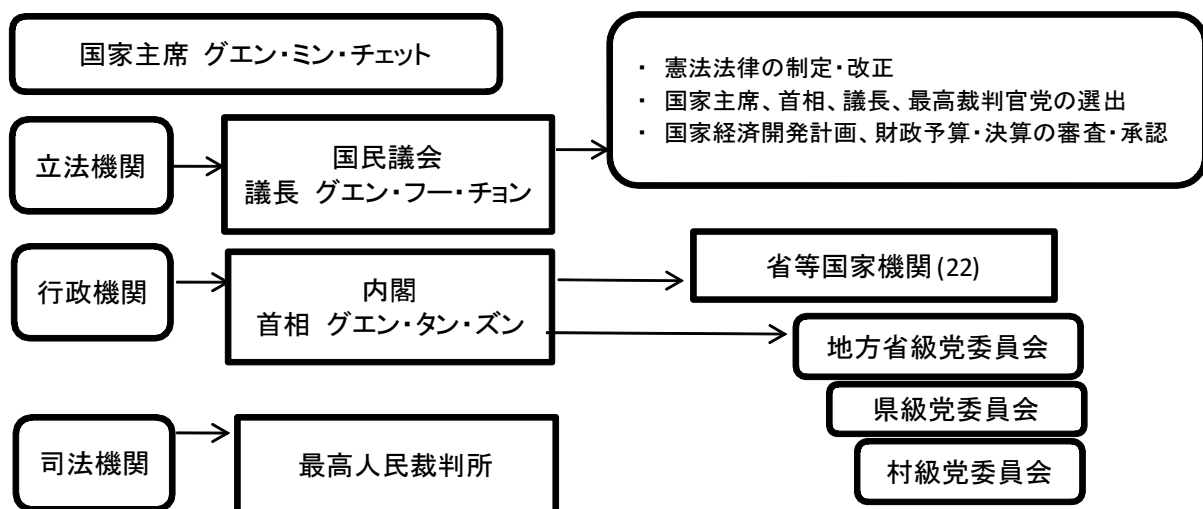 国家主席 グエン・ミン・チェット
・ 憲法法律の制定・改正
・ 国家主席、首相、議長、最高裁判官党の選出
・ 国家経済開発計画、財政予算・決算の審査・承認
立法機関
国民議会
議長 グエン・フー・チョン
行政機関
内閣
首相 グエン・タン・ズン
省等国家機関(22)
地方省級党委員会
県級党委員会
村級党委員会
司法機関
最高人民裁判所